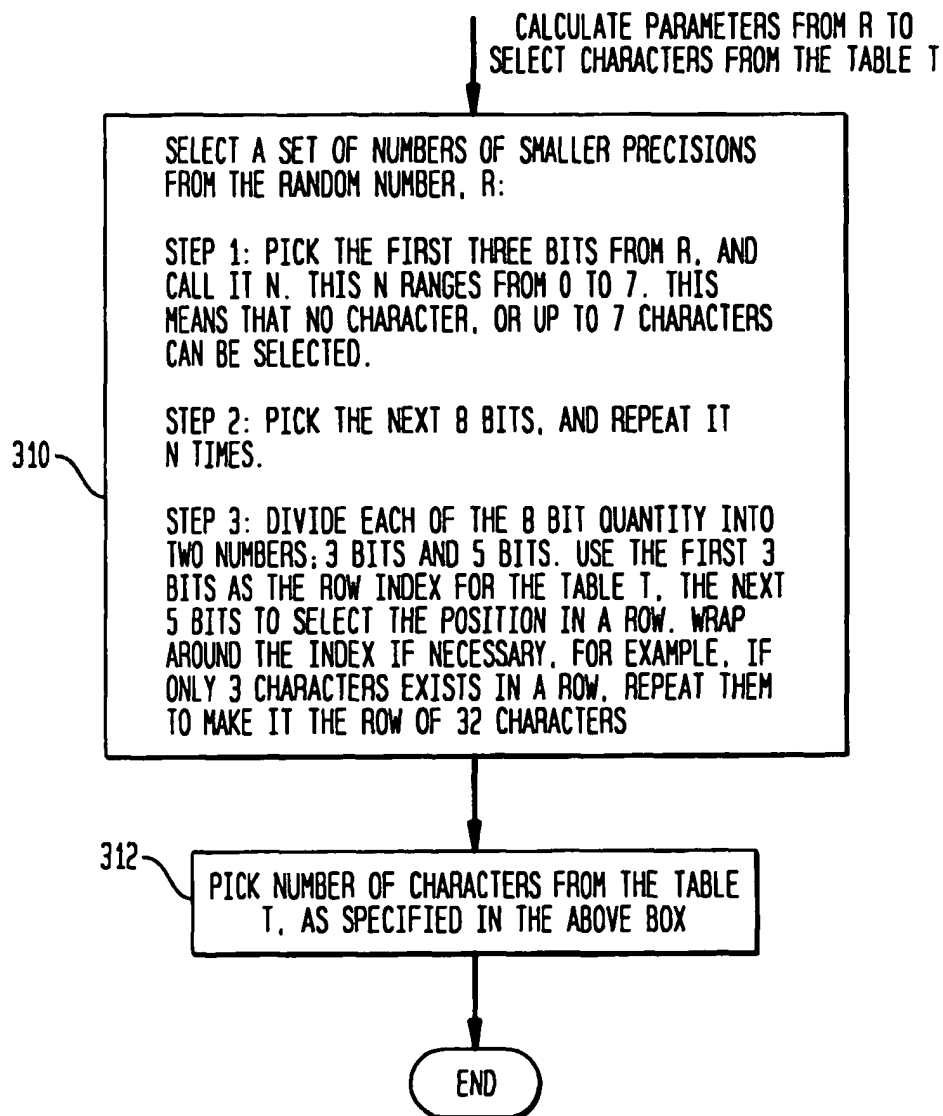 CALCULATE PARAMETERS FROM R TO
SELECT CHARACTERS FROM THE TABLE T
SELECT A SET OF NUMBERS OF SMALLER PRECISIONS
FROM THE RANDOM NUMBER, R:
STEP 1: PICK THE FIRST THREE BITS FROM R, AND
CALL IT N. THIS N RANGES FROM 0 TO 7. THIS
MEANS THAT NO CHARACTER, OR UP TO 7 CHARACTERS
CAN BE SELECTED.
STEP 2: PICK THE NEXT 8 BITS, AND REPEAT IT
N TIMES.
310
STEP 3: DIVIDE EACH OF THE 8 BIT QUANTITY INTO
TWO NUMBERS; 3 BITS AND 5 BITS. USE THE FIRST 3
BITS AS THE ROW INDEX FOR THE TABLE T, THE NEXT
5 BITS TO SELECT THE POSITION IN A ROW. WRAP
AROUND THE INDEX IF NECESSARY, FOR EXAMPLE, IF
ONLY 3 CHARACTERS EXISTS IN A ROW, REPEAT THEM
TO MAKE IT THE ROW OF 32 CHARACTERS
312
PICK NUMBER OF CHARACTERS FROM THE TABLE
T, AS SPECIFIED IN THE ABOVE BOX
END